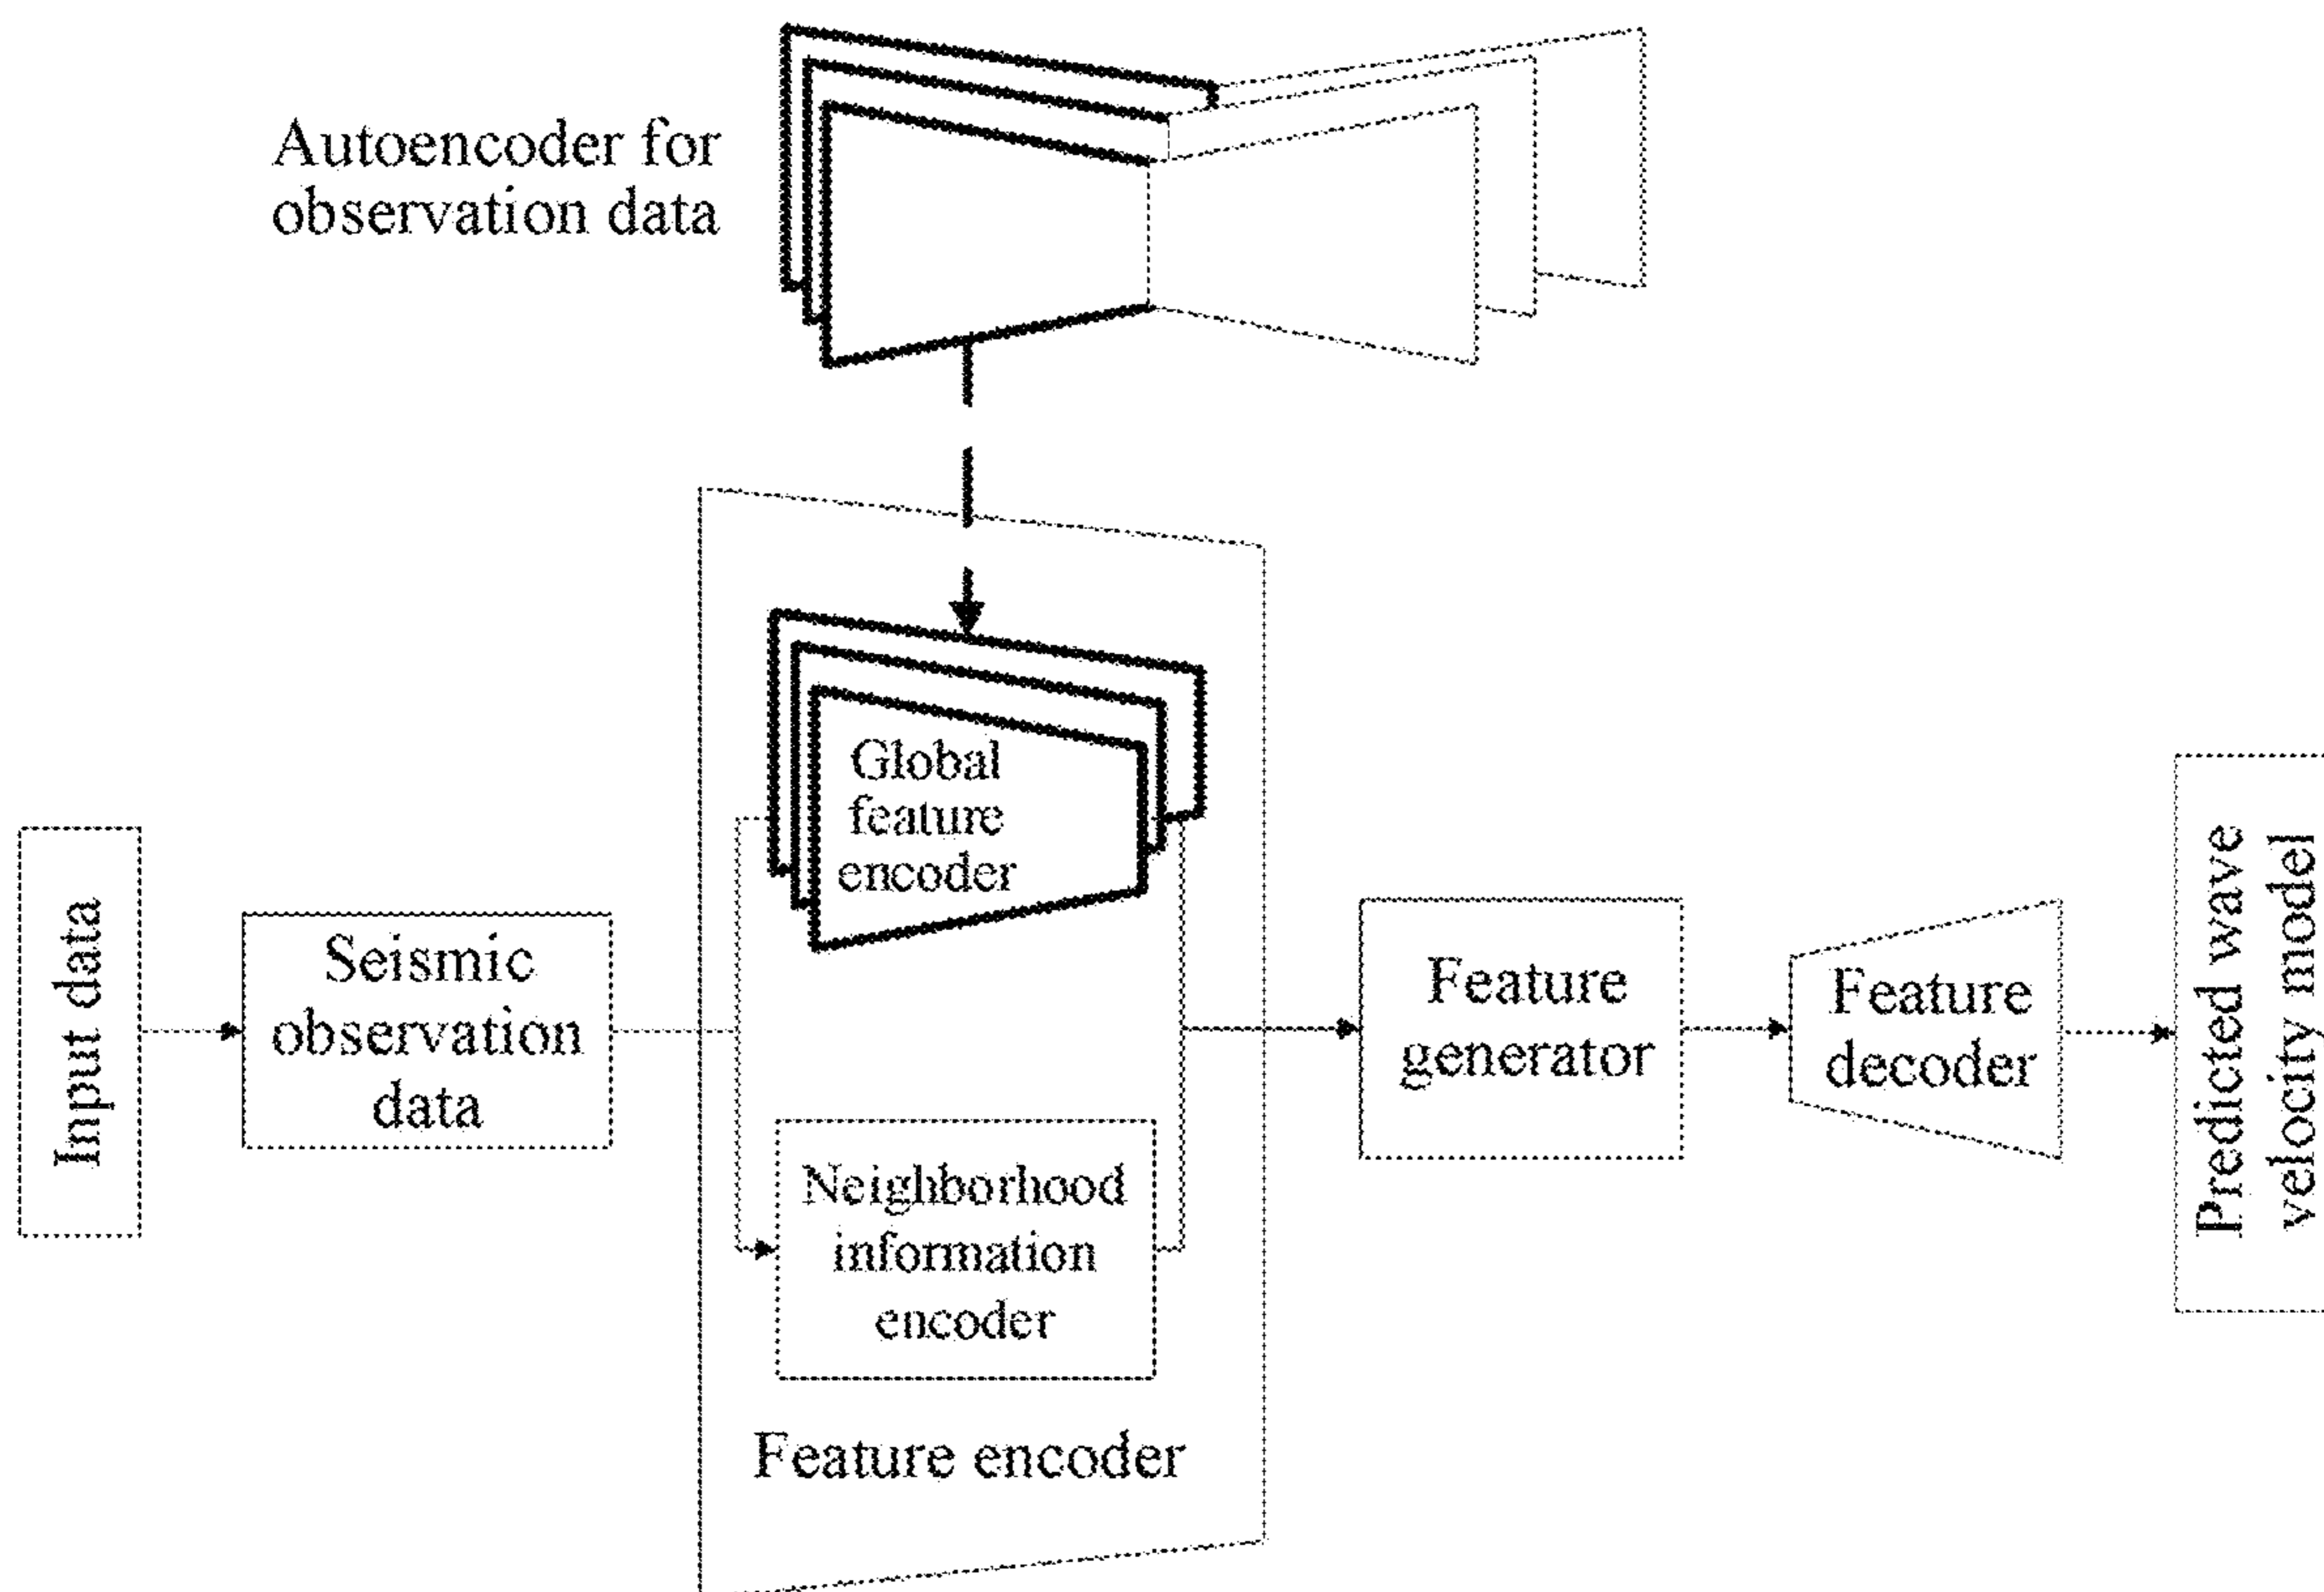 Autoencoder for
observation data
Global
feature
encoder
Input data
Seismic
observation
data
Neighborhood
information
encoder
Feature encoder
Feature
generator
Feature
decoder
Predicted wave
velocity model